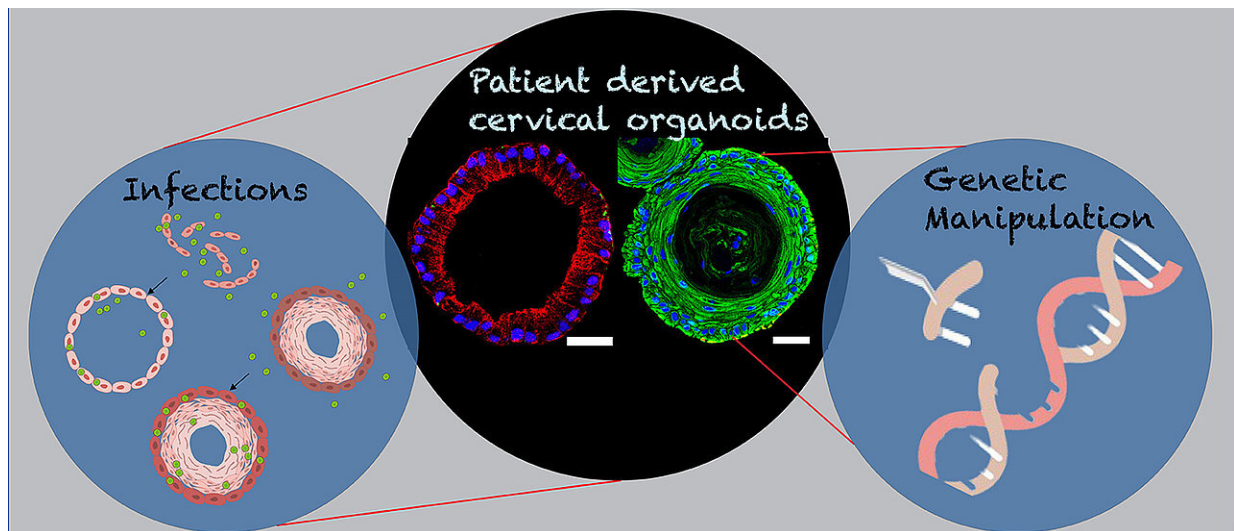 Patient derived
cervical organoids
Infections
Genetic
Manipulation